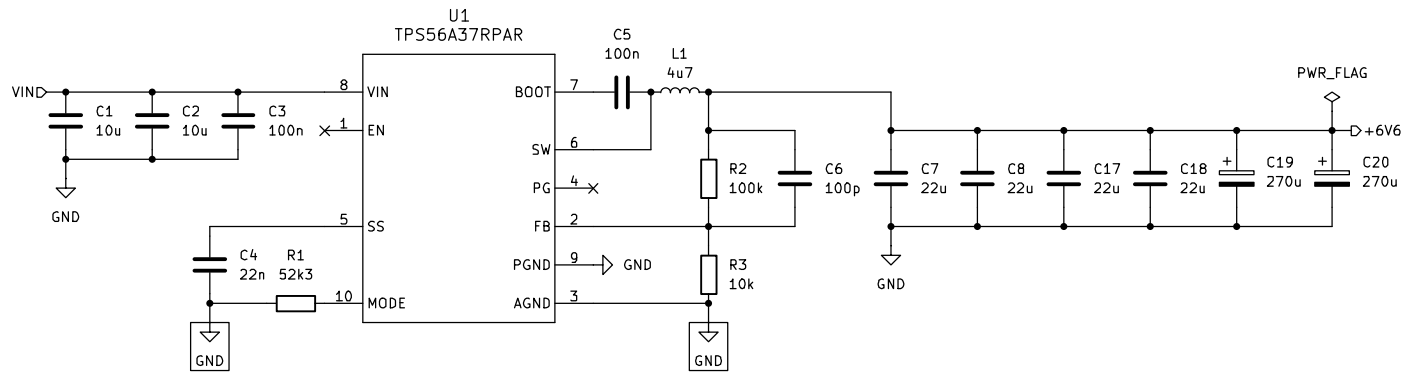 U1
TPS56A37RPAR
VIN
C1
10u
C2
10u
C3
100n
GND
8
VIN
1
EN
5
SS
10
MODE
C4
22n
R1
52k3
GND
BOOT
7
SW
6
PG
4
FB
2
PGND
9
GND
AGND
3
C5
100n
L1
4u7
R2
100k
C6
100p
R3
10k
GND
C7
22u
C8
22u
C17
22u
C18
22u
+
C19
270u
+
C20
270u
PWR_FLAG
+6V6
GND